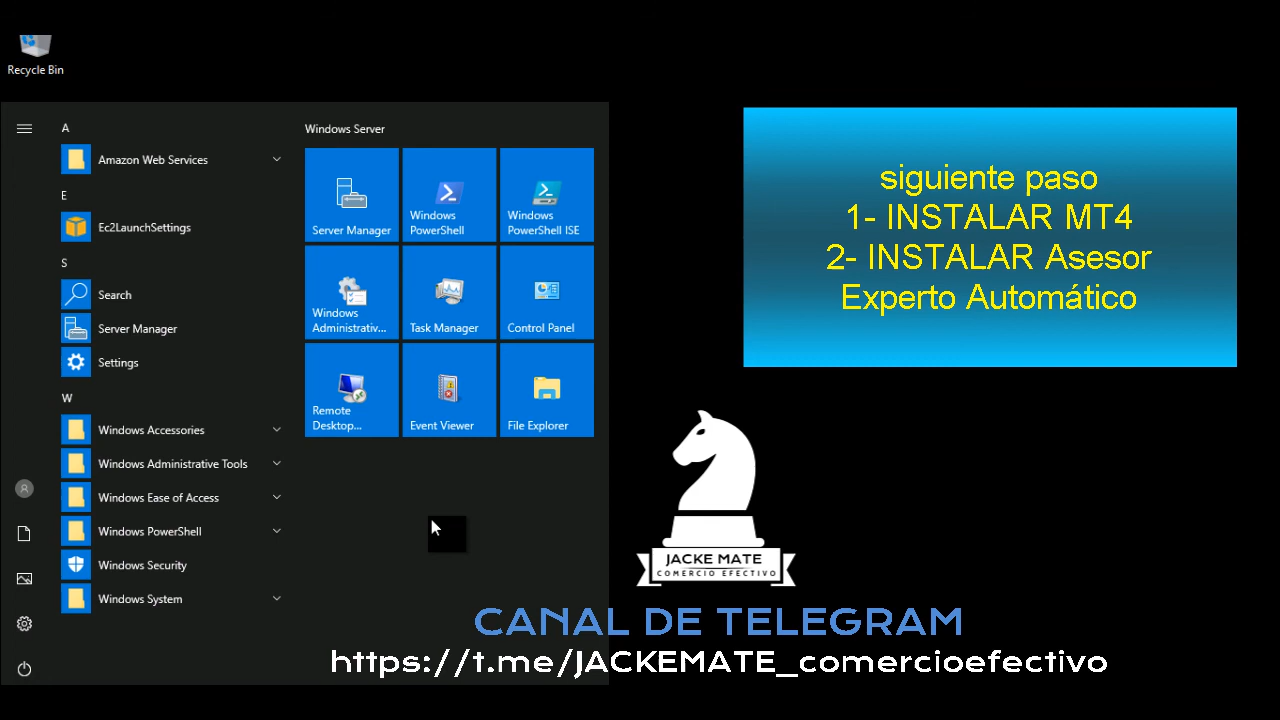 Recycle Bin
A
Amazon Web Services
E
Ec2LaunchSettings
S
Search
Server Manager
Settings
W
Windows Accessories
Windows Administrative Tools
Windows Ease of Access
Windows PowerShell
Windows Security
Windows System
Windows Server
Server Manager
Windows
PowerShell
Windows
PowerShell ISE
Windows
Administrativ...
Task Manager
Control Panel
Remote
Desktop...
Event Viewer
File Explorer
siguiente paso
1- INSTALAR MT4
2- INSTALAR Asesor
Experto Automático
JACKE MATE
COMERCIO EFECTIVO
CANAL DE TELEGRAM
https://t.me/JACKEMATE_comercioefectivo